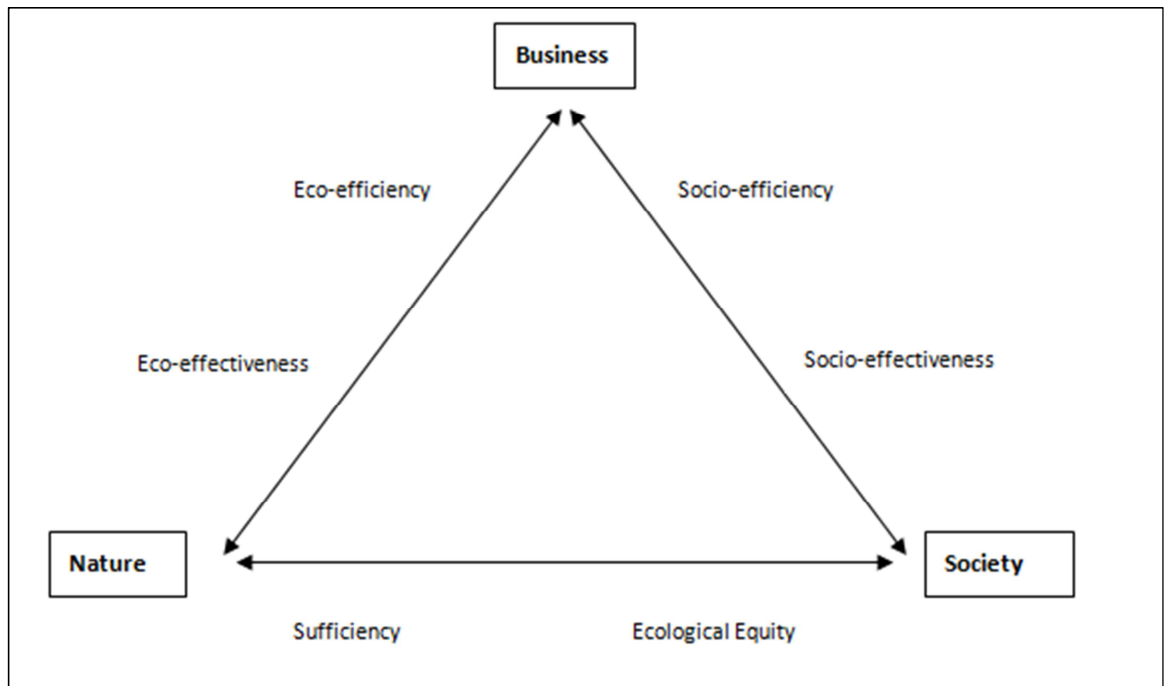 Business
Eco-efficiency
Socio-efficiency
Eco-effectiveness
Socio-effectiveness
Nature
Society
Sufficiency
Ecological Equity